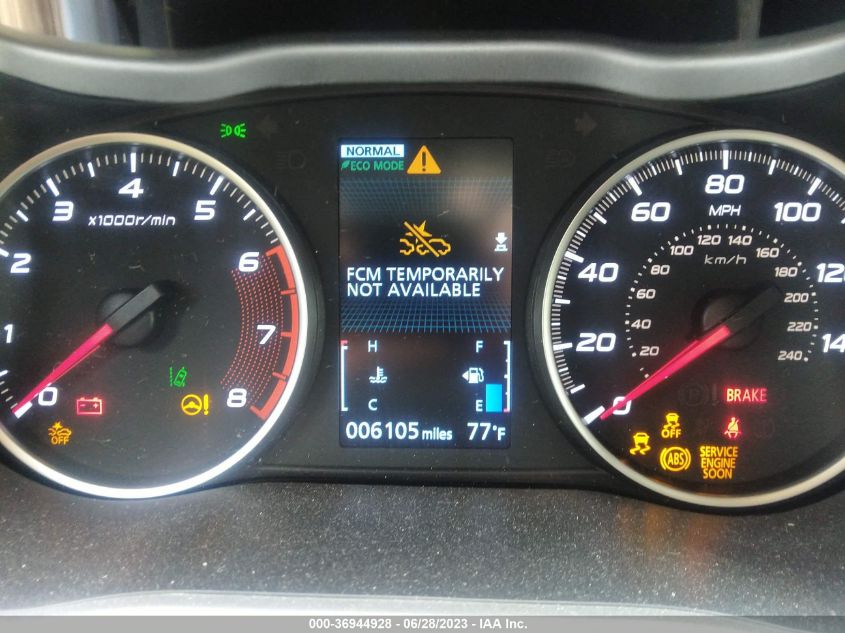 NORMAL
ECO MODE
FCM TEMPORARILY
NOT AVAILABLE
H F
C E
006105 miles 77°F
0 1 2 3 4 5 6 7 8
x1000r/min
OFF
0 20 40 60 80 100 120 14
MPH
20 40 60 80 100 120 140 160 180 200 220 240
km/h
BRAKE
OFF
ABS
SERVICE
ENGINE
SOON
000-36944928 - 06/28/2023 - IAA Inc.